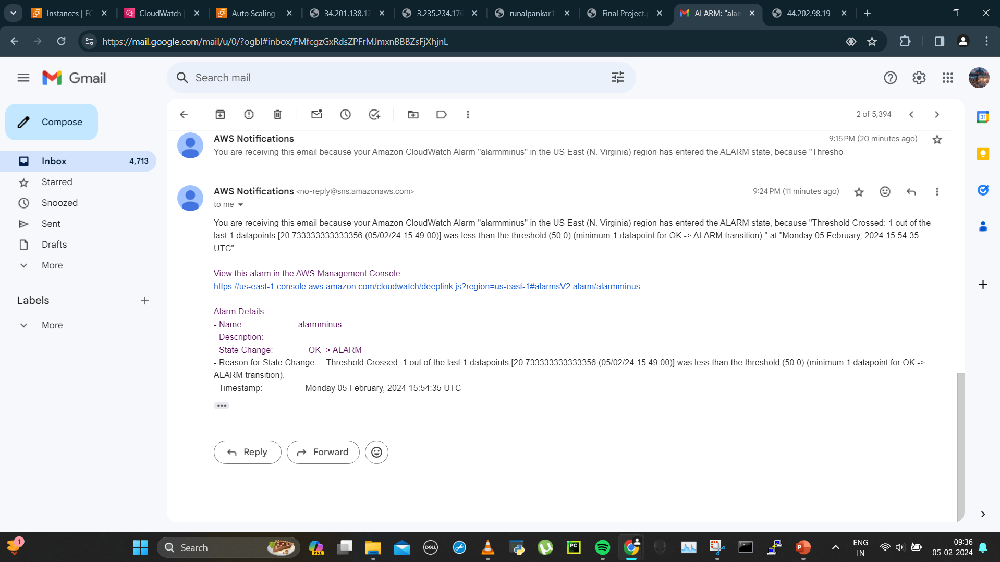 Instances | EC
CloudWatch |
Auto Scaling
34.201.138.13
3.235.234.176
runalpankar1
Final Project.p
ALARM: "alar
44.202.98.19
https://mail.google.com/mail/u/0/?ogbl#inbox/FMfcgzGxRdsZPFrMJmxnBBBZsFjXhjnL
Gmail
Search mail
Compose
2 of 5,394
31
Inbox 4,713
Starred
Snoozed
Sent
Drafts
More
Labels
More
AWS Notifications
9:15 PM (20 minutes ago)
You are receiving this email because your Amazon CloudWatch Alarm "alarmminus" in the US East (N. Virginia) region has entered the ALARM state, because "Thresho
AWS Notifications <no-reply@sns.amazonaws.com>
9:24 PM (11 minutes ago)
to me
You are receiving this email because your Amazon CloudWatch Alarm "alarmminus" in the US East (N. Virginia) region has entered the ALARM state, because "Threshold Crossed: 1 out of the
last 1 datapoints [20.733333333333356 (05/02/24 15:49:00)] was less than the threshold (50.0) (minimum 1 datapoint for OK -> ALARM transition)." at "Monday 05 February, 2024 15:54:35
UTC".
View this alarm in the AWS Management Console:
https://us-east-1.console.aws.amazon.com/cloudwatch/deeplink.js?region=us-east-1#alarmsV2:alarm/alarmminus
Alarm Details:
- Name: alarmminus
- Description:
- State Change: OK -> ALARM
- Reason for State Change: Threshold Crossed: 1 out of the last 1 datapoints [20.733333333333356 (05/02/24 15:49:00)] was less than the threshold (50.0) (minimum 1 datapoint for OK ->
ALARM transition).
- Timestamp: Monday 05 February, 2024 15:54:35 UTC
Reply
Forward
1
Search
PRE
DELL
PC
ENG
IN
09:36
05-02-2024